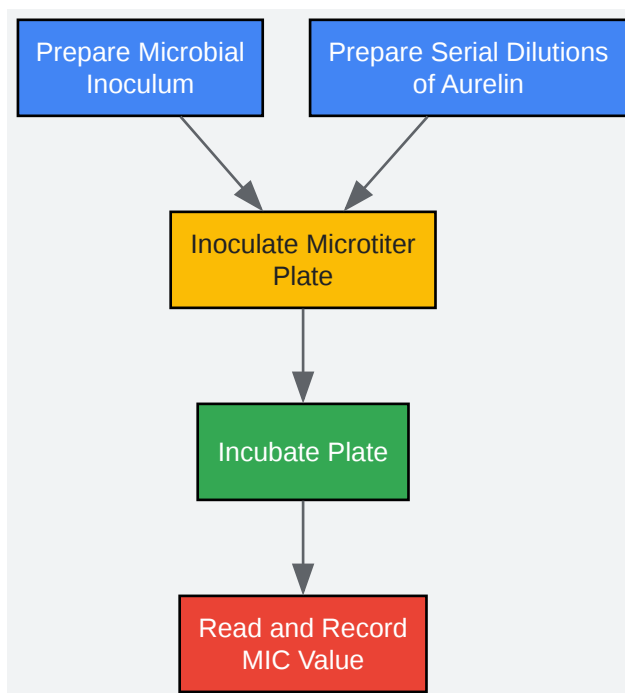 Prepare Microbial
Inoculum
Prepare Serial Dilutions
of Aurelin
Inoculate Microtiter
Plate
Incubate Plate
Read and Record
MIC Value